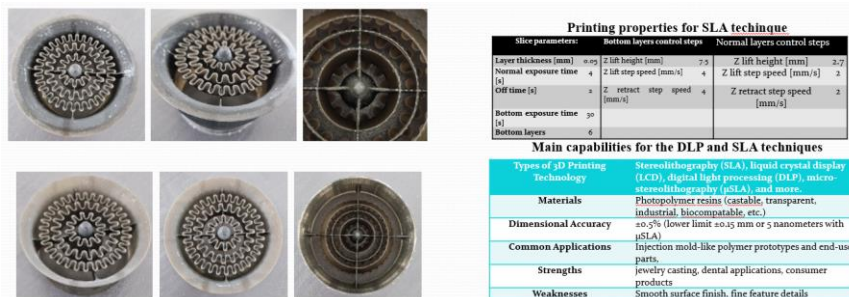 Printing properties for SLA techinque
Slice parameters: Bottom layers control steps Normal layers control steps
Layer thickness [mm] 0.05 Z lift height [mm] 7.5 Z lift height [mm] 2.7
Normal exposure time [s] 4 Z lift step speed [mm/s] 4 Z lift step speed [mm/s] 2
Off time [s] 2 Z retract step speed [mm/s] 4 Z retract step speed [mm/s] 2
Bottom exposure time [s] 30
Bottom layers 6
Main capabilities for the DLP and SLA techniques
Types of 3D Printing Technology Stereolithography (SLA), liquid crystal display
(LCD), digital light processing (DLP), micro-
stereolithography (µSLA), and more.
Materials Photopolymer resins (castable, transparent,
industrial, biocompatable, etc.)
Dimensional Accuracy ±0.5% (lower limit ±0.15 mm or 5 nanometers with
µSLA)
Common Applications Injection mold-like polymer prototypes and end-use
parts,
Strengths jewelry casting, dental applications, consumer
products
Weaknesses Smooth surface finish, fine feature details